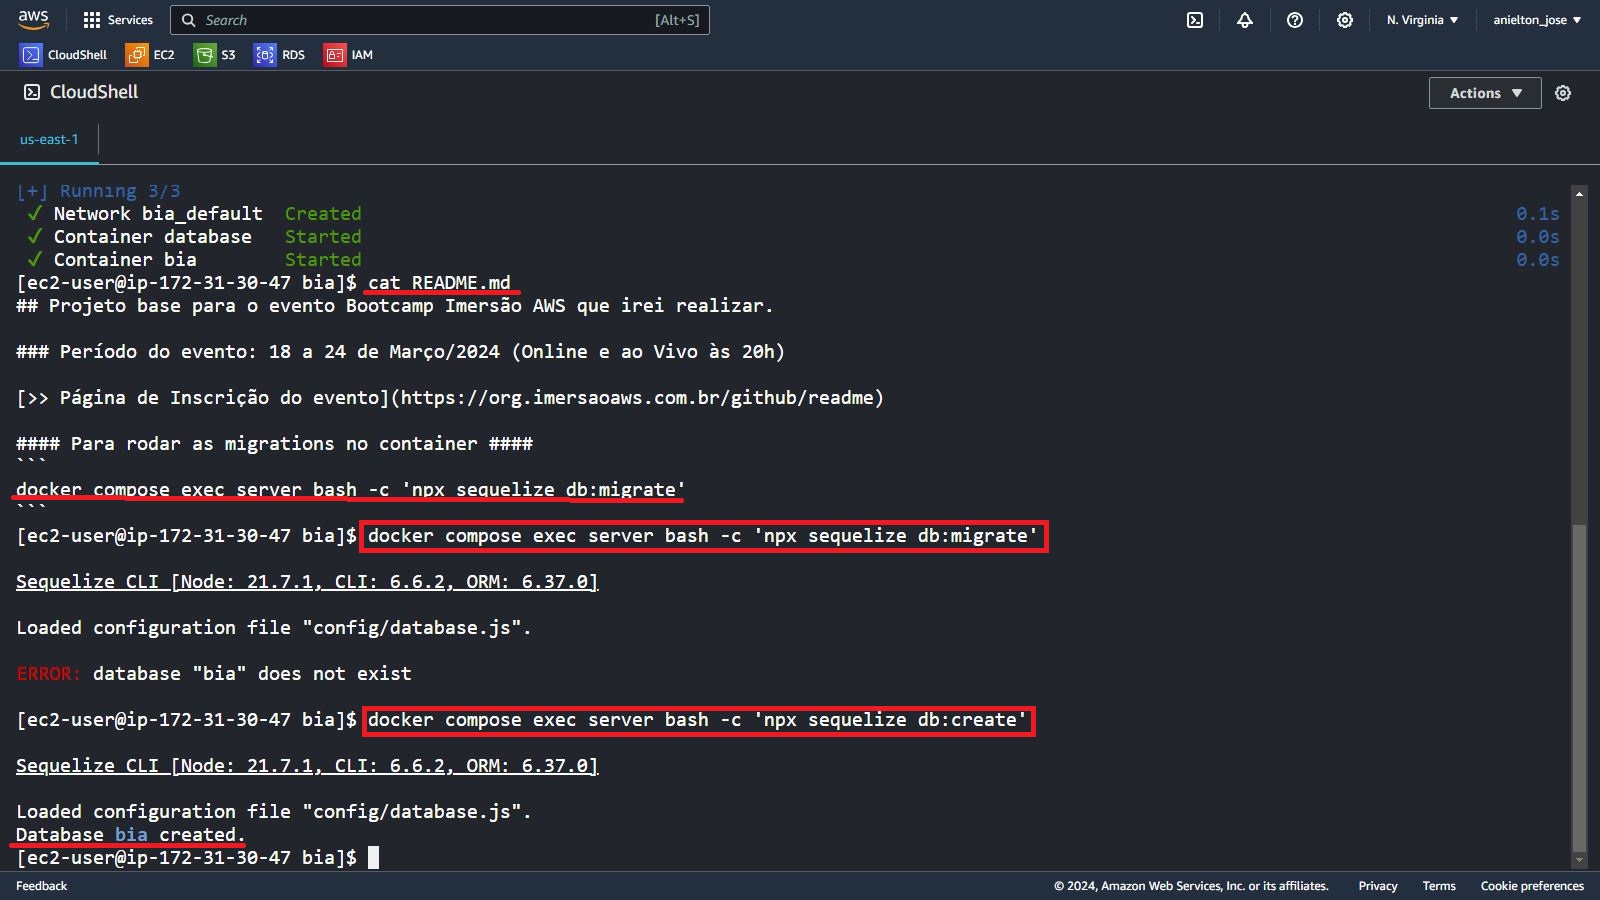 aws Services Search [Alt+S] N. Virginia ▼ anielton_jose ▼
CloudShell EC2 S3 RDS IAM
CloudShell Actions ▼
us-east-1
[+] Running 3/3
✓ Network bia_default Created 0.1s
✓ Container database Started 0.0s
✓ Container bia Started 0.0s
[ec2-user@ip-172-31-30-47 bia]$ cat README.md
## Projeto base para o evento Bootcamp Imersão AWS que irei realizar.
### Período do evento: 18 a 24 de Março/2024 (Online e ao Vivo às 20h)
[>> Página de Inscrição do evento](https://org.imersaoaws.com.br/github/readme)
#### Para rodar as migrations no container ####
```
docker compose exec server bash -c 'npx sequelize db:migrate'
```
[ec2-user@ip-172-31-30-47 bia]$ docker compose exec server bash -c 'npx sequelize db:migrate'
Sequelize CLI [Node: 21.7.1, CLI: 6.6.2, ORM: 6.37.0]
Loaded configuration file "config/database.js".
ERROR: database "bia" does not exist
[ec2-user@ip-172-31-30-47 bia]$ docker compose exec server bash -c 'npx sequelize db:create'
Sequelize CLI [Node: 21.7.1, CLI: 6.6.2, ORM: 6.37.0]
Loaded configuration file "config/database.js".
Database bia created.
[ec2-user@ip-172-31-30-47 bia]$
Feedback © 2024, Amazon Web Services, Inc. or its affiliates. Privacy Terms Cookie preferences